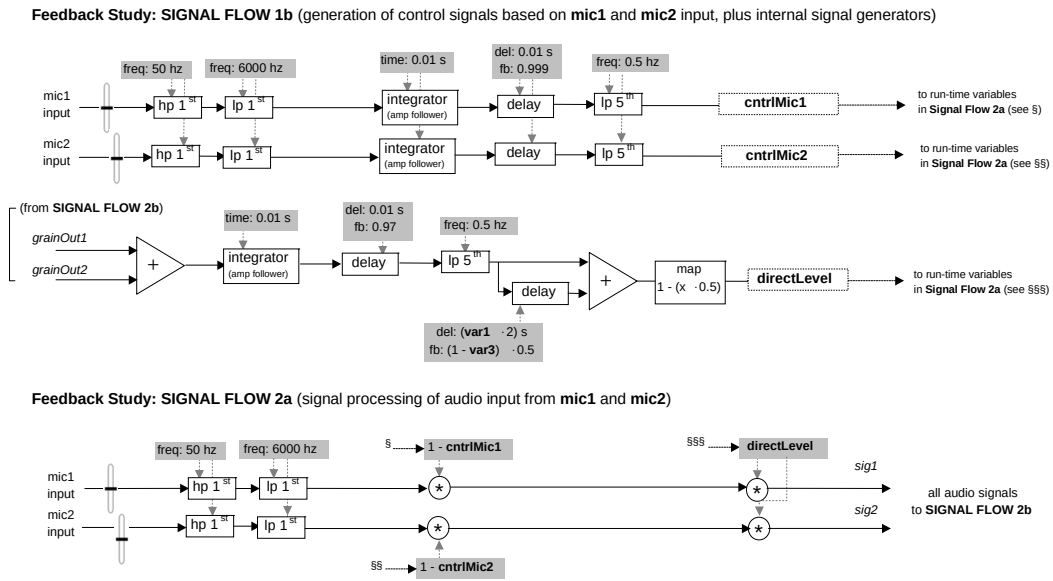 Feedback Study: SIGNAL FLOW 1b (generation of control signals based on mic1 and mic2 input, plus internal signal generators)
freq: 50 hz
freq: 6000 hz
time: 0.01 s
del: 0.01 s
fb: 0.999
freq: 0.5 hz
mic1
input
hp 1st
lp 1st
integrator
(amp follower)
delay
lp 5th
cntrlMic1
to run-time variables
in Signal Flow 2a (see §)
mic2
input
hp 1st
lp 1st
integrator
(amp follower)
delay
lp 5th
cntrlMic2
to run-time variables
in Signal Flow 2a (see §§)
(from SIGNAL FLOW 2b)
grainOut1
grainOut2
+
time: 0.01 s
integrator
(amp follower)
del: 0.01 s
fb: 0.97
delay
freq: 0.5 hz
lp 5th
delay
del: (var1 ·2) s
fb: (1 - var3) ·0.5
+
map
1 - (x ·0.5)
directLevel
to run-time variables
in Signal Flow 2a (see §§§)
Feedback Study: SIGNAL FLOW 2a (signal processing of audio input from mic1 and mic2)
freq: 50 hz
freq: 6000 hz
§
1 - cntrlMic1
§§§
directLevel
mic1
input
hp 1st
lp 1st
*
*
sig1
mic2
input
hp 1st
lp 1st
*
*
sig2
all audio signals
to SIGNAL FLOW 2b
§§
1 - cntrlMic2